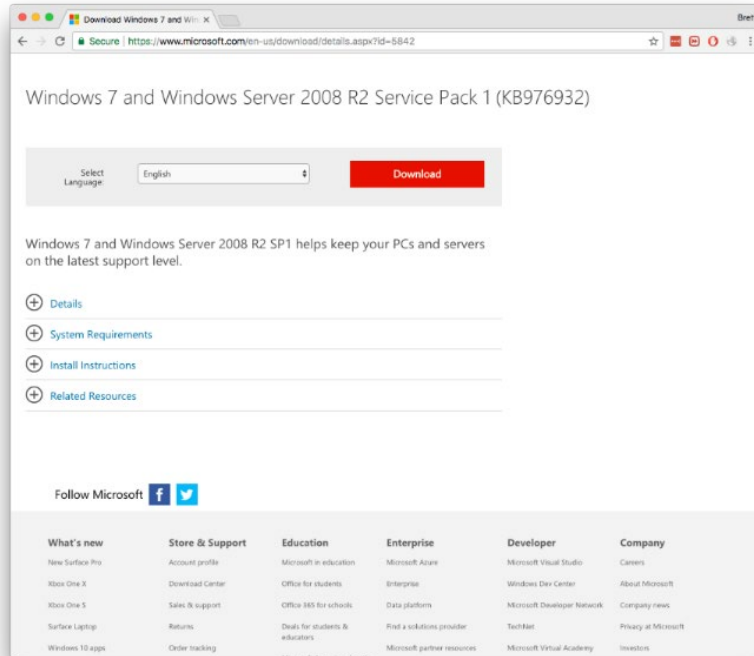 Download Windows 7 and Win
Bret
Secure | https://www.microsoft.com/en-us/download/details.aspx?id=5842
Windows 7 and Windows Server 2008 R2 Service Pack 1 (KB976932)
Select
Language:
English
Download
Windows 7 and Windows Server 2008 R2 SP1 helps keep your PCs and servers
on the latest support level.
Details
System Requirements
Install Instructions
Related Resources
Follow Microsoft
What's new Store & Support Education Enterprise Developer Company
New Surface Pro Account profile Microsoft in education Microsoft Azure Microsoft Visual Studio Careers
Xbox One X Download Center Office for students Enterprise Windows Dev Center About Microsoft
Xbox One S Sales & support Office 365 for schools Data platform Microsoft Developer Network Company news
Surface Laptop Returns Deals for students & Find a solutions provider TechNet Privacy at Microsoft
educators
Windows 10 apps Order tracking Microsoft partner resources Microsoft Virtual Academy Investors